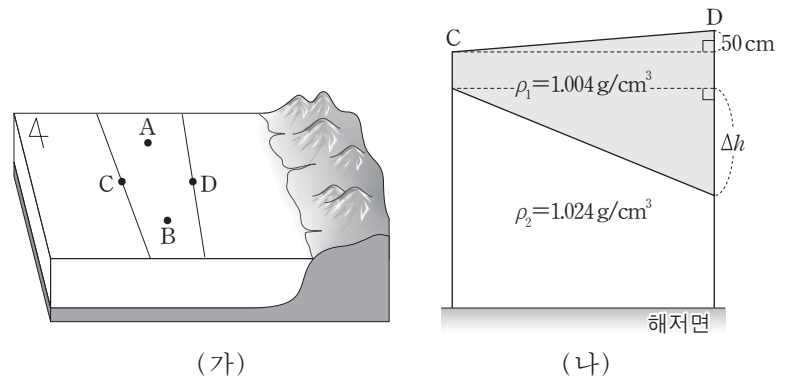 A
C
D
B
(가)
C
D
50 cm
ρ₁=1.004 g/cm³
Δh
ρ₂=1.024 g/cm³
해저면
(나)